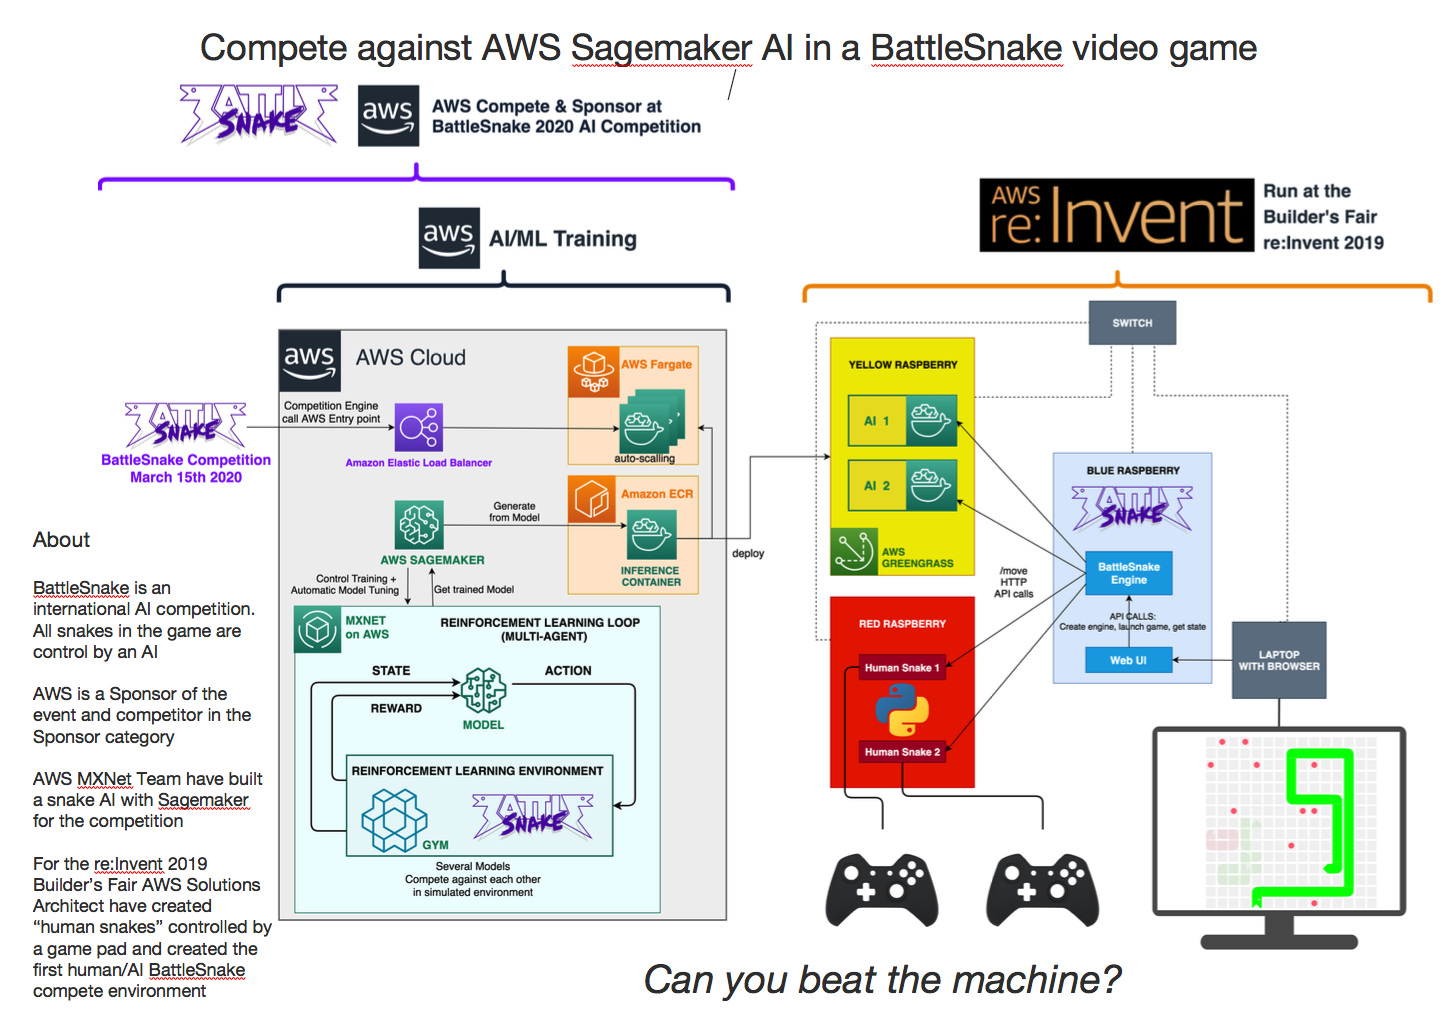 Compete against AWS Sagemaker AI in a BattleSnake video game
BATTLE
SNAKE
aws
AWS Compete & Sponsor at
BattleSnake 2020 AI Competition
aws
AI/ML Training
AWS
re:Invent
Run at the
Builder's Fair
re:Invent 2019
aws
AWS Cloud
BATTLE
SNAKE
BattleSnake Competition
March 15th 2020
Competition Engine
call AWS Entry point
Amazon Elastic Load Balancer
AWS Fargate
auto-scalling
Amazon ECR
INFERENCE
CONTAINER
Generate
from Model
AWS SAGEMAKER
Control Training +
Automatic Model Tuning
Get trained Model
deploy
MXNET
on AWS
REINFORCEMENT LEARNING LOOP
(MULTI-AGENT)
STATE
REWARD
MODEL
ACTION
REINFORCEMENT LEARNING ENVIRONMENT
GYM
BATTLE
SNAKE
Several Models
Compete against each other
in simulated environment
SWITCH
YELLOW RASPBERRY
AI 1
AI 2
AWS
GREENGRASS
/move
HTTP
API calls
RED RASPBERRY
Human Snake 1
Human Snake 2
BLUE RASPBERRY
BATTLE
SNAKE
BattleSnake
Engine
API CALLS:
Create engine, launch game, get state
Web UI
LAPTOP
WITH BROWSER
About
BattleSnake is an
international AI competition.
All snakes in the game are
control by an AI
AWS is a Sponsor of the
event and competitor in the
Sponsor category
AWS MXNet Team have built
a snake AI with Sagemaker
for the competition
For the re:Invent 2019
Builder’s Fair AWS Solutions
Architect have created
“human snakes” controlled by
a game pad and created the
first human/AI BattleSnake
compete environment
Can you beat the machine?